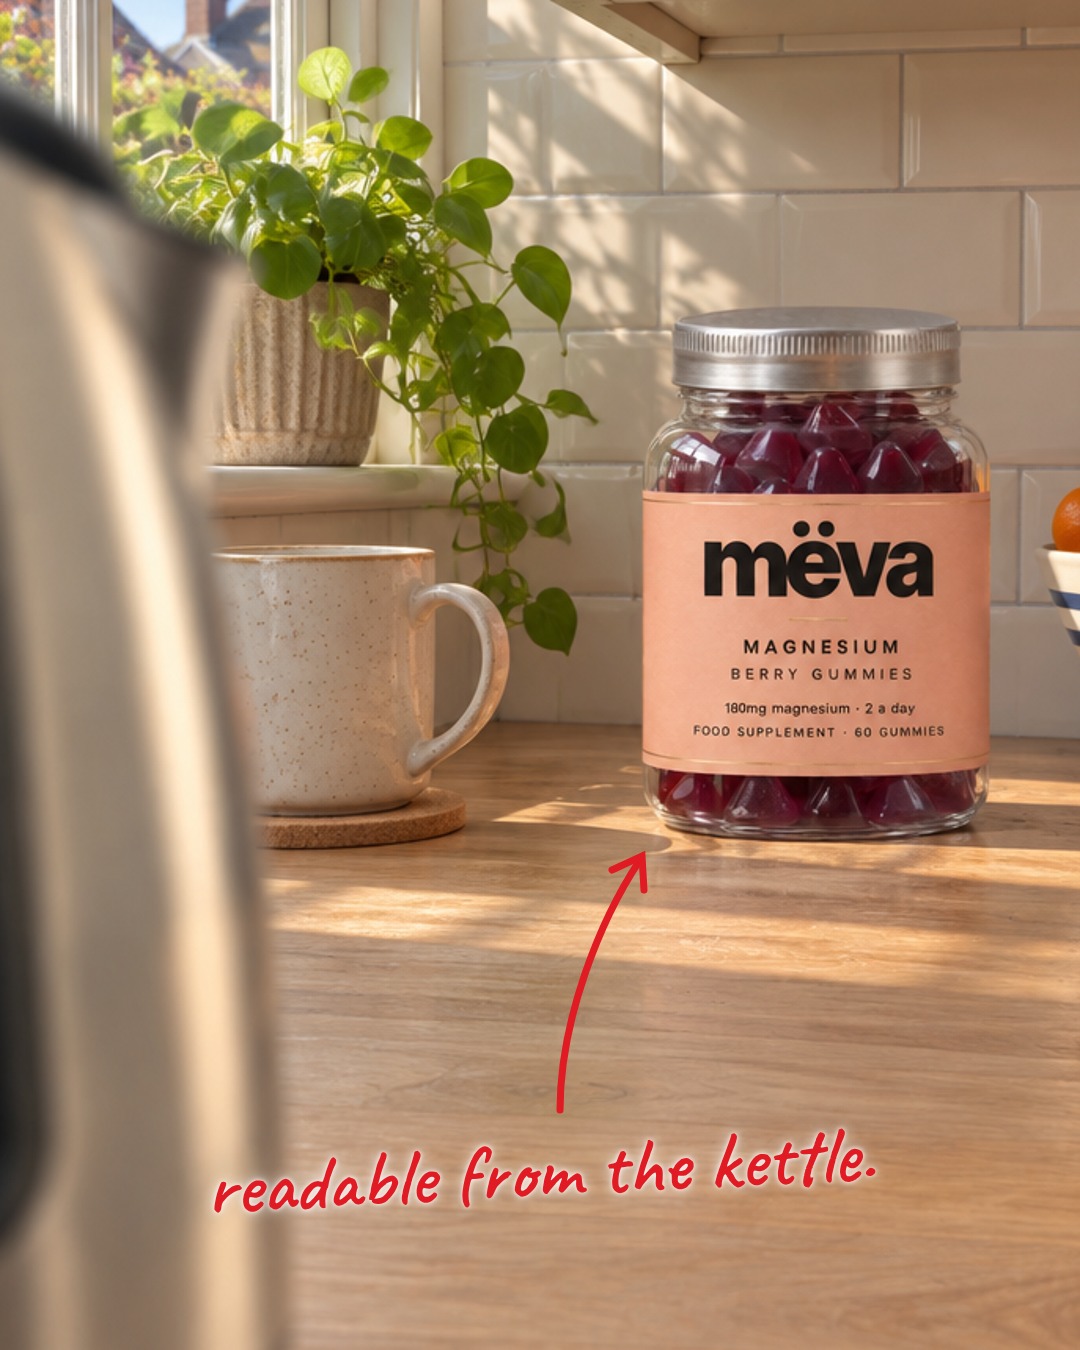 mëva
MAGNESIUM
BERRY GUMMIES
180mg magnesium · 2 a day
FOOD SUPPLEMENT · 60 GUMMIES
readable from the kettle.